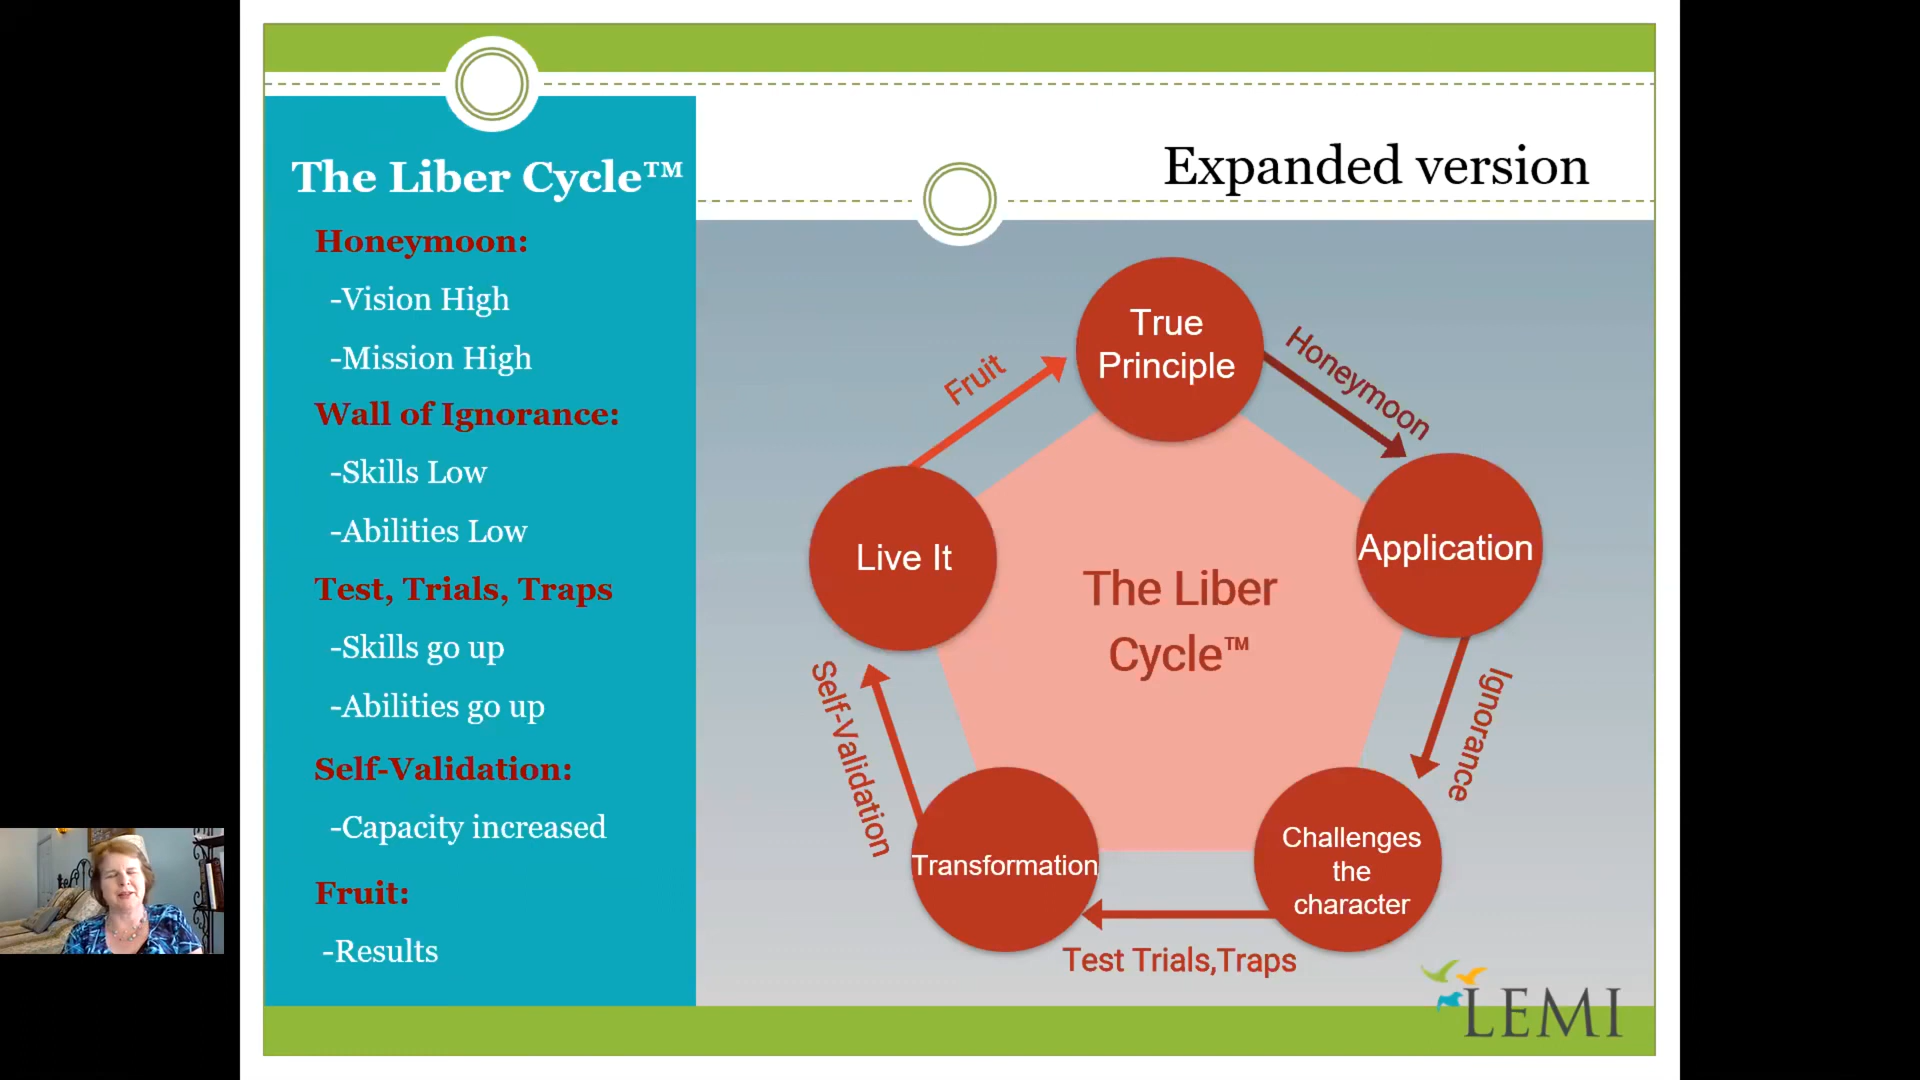 The Liber Cycle™
Honeymoon:
-Vision High
-Mission High
Wall of Ignorance:
-Skills Low
-Abilities Low
Test, Trials, Traps
-Skills go up
-Abilities go up
Self-Validation:
-Capacity increased
Fruit:
-Results
Expanded version
True
Principle
Honeymoon
Application
Ignorance
Challenges
the
character
Test Trials,Traps
Transformation
Self-Validation
Live It
Fruit
The Liber
Cycle™
LEMI